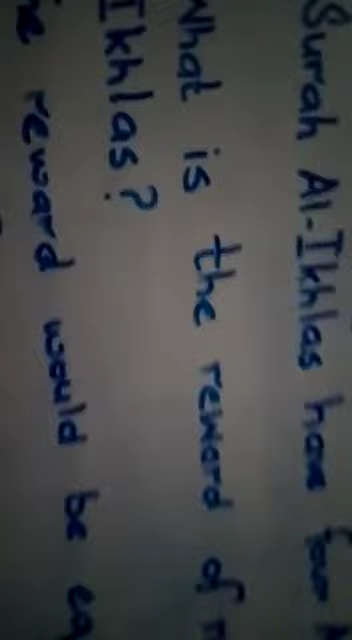 Surah Al-Ikhlas have four
What is the reward of
Ikhlas?
reward would be